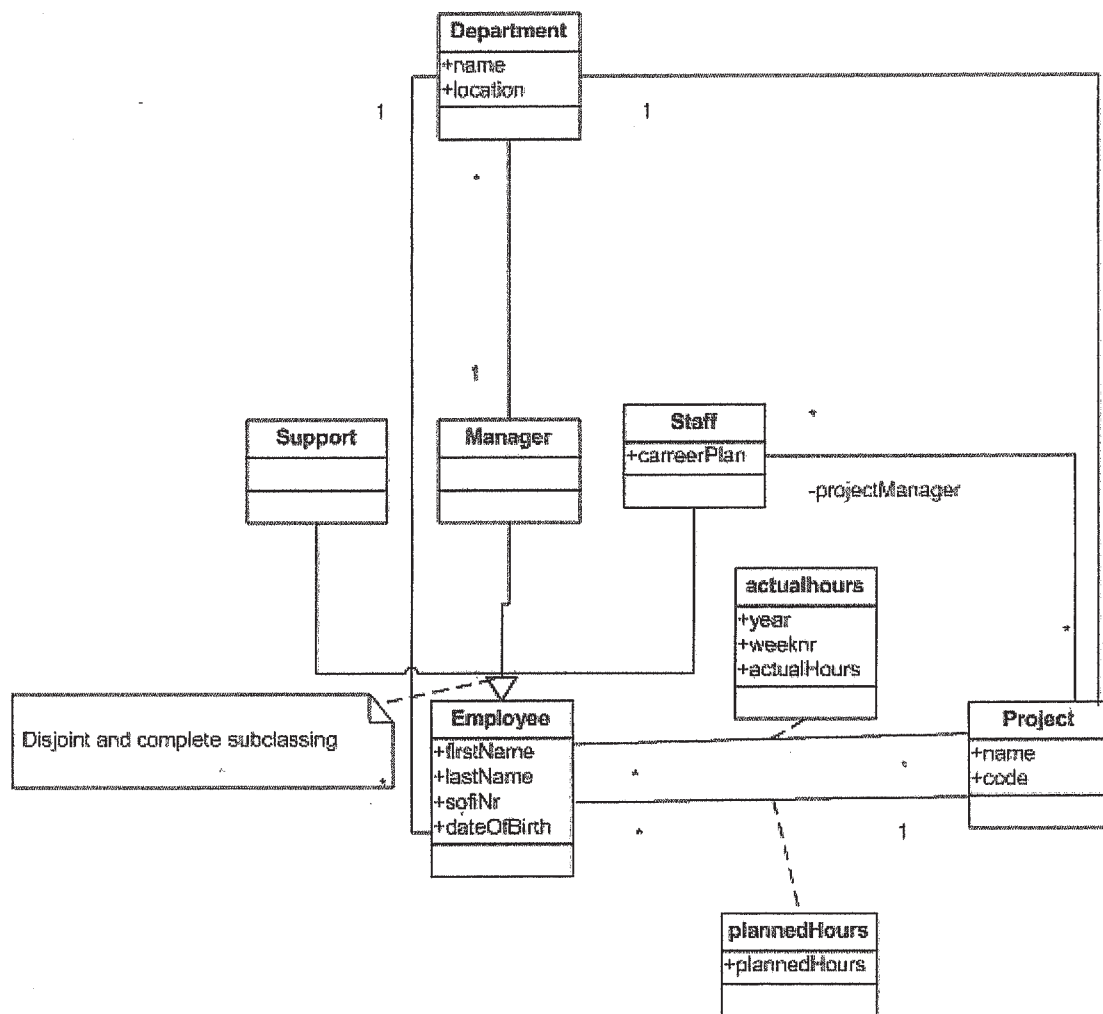 Department
+name
+location
1
1
*
1
Support
Manager
Staff
+carreerPlan
*
-projectManager
actualhours
+year
+weeknr
+actualHours
*
Disjoint and complete subclassing
*
Employee
+firstName
+lastName
+sofiNr
+dateOfBirth
*
*
*
1
Project
+name
+code
plannedHours
+plannedHours